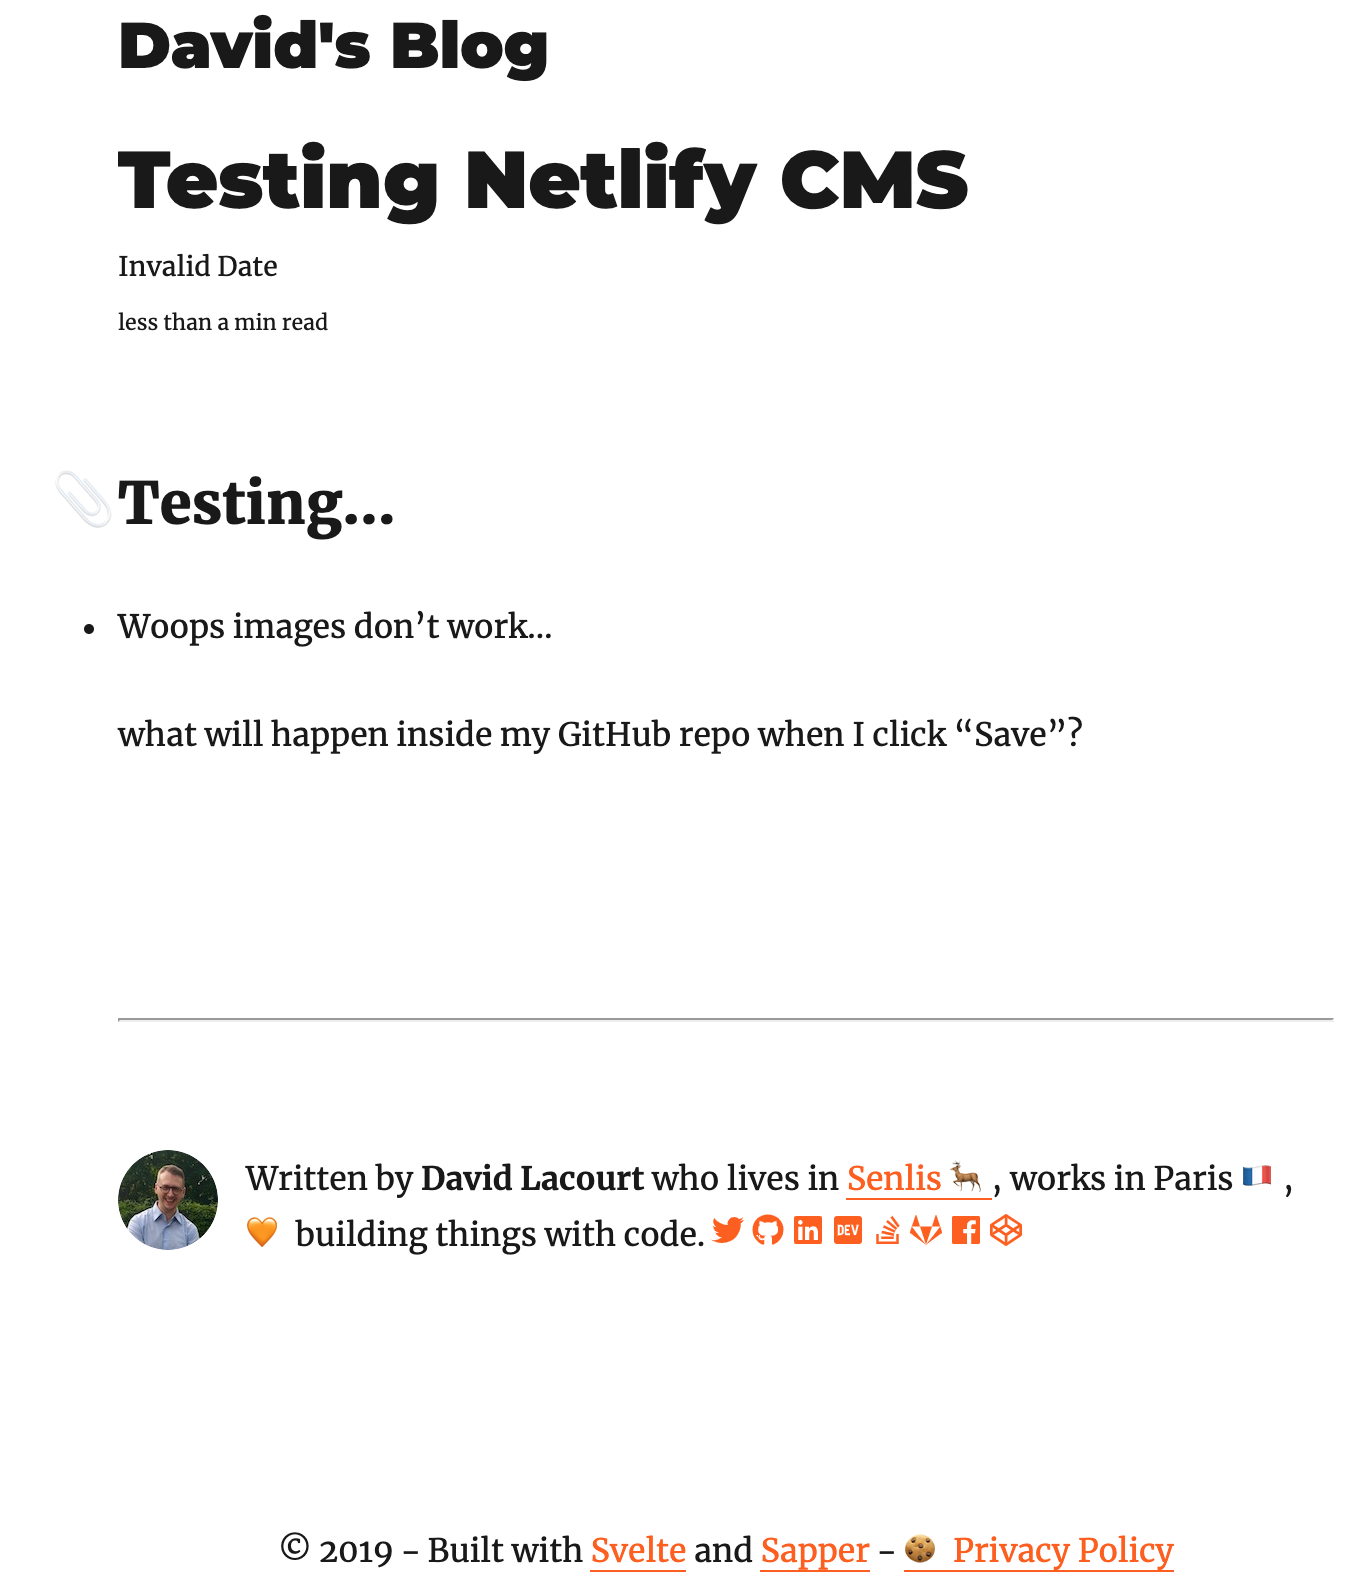 David's Blog
Testing Netlify CMS
Invalid Date
less than a min read
Testing...
• Woops images don’t work...
what will happen inside my GitHub repo when I click “Save”?
Written by David Lacourt who lives in Senlis 🦌 , works in Paris 🇫🇷 ,
🧡 building things with code. DEV
© 2019 - Built with Svelte and Sapper - 🍪 Privacy Policy